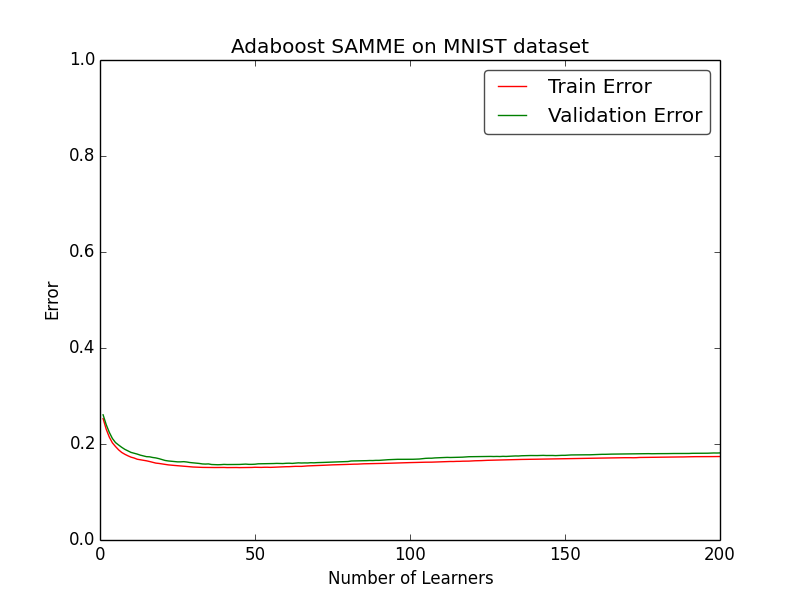 Adaboost SAMME on MNIST dataset
Train Error
Validation Error
1.0
0.8
0.6
0.4
0.2
0.0
Error
0 50 100 150 200
Number of Learners